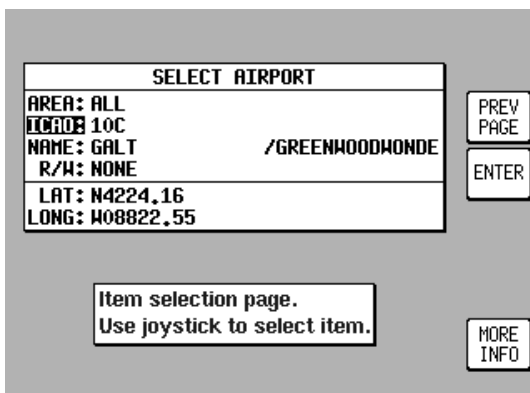 SELECT AIRPORT
AREA: ALL
ICAO: 10C
NAME: GALT /GREENWOODWONDE
R/W: NONE
LAT: N4224.16
LONG: W08822.55
Item selection page.
Use joystick to select item.
PREV
PAGE
ENTER
MORE
INFO